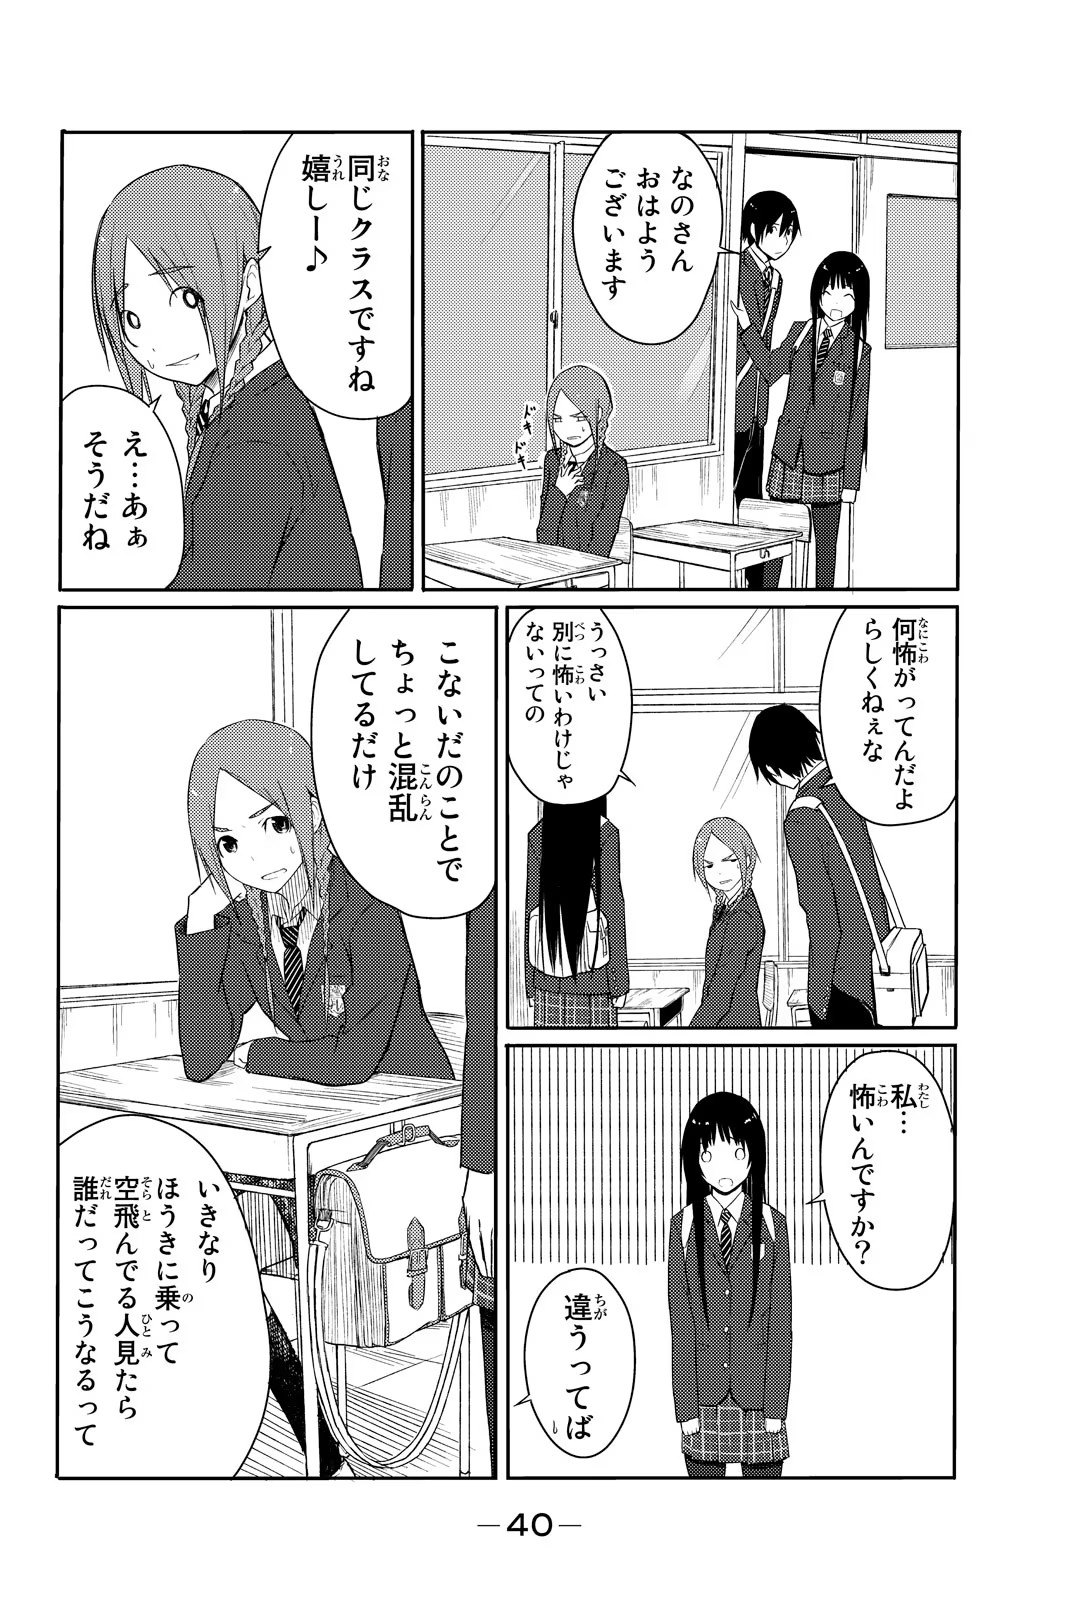 なのさん
おはよう
ございます
ドキ
ドキ
同じクラスですね
嬉しー♪
え…あぁ
そうだね
何怖がってんだよ
らしくねぇな
うっさい
別に怖いわけじゃ
ないっての
私…
怖いんですか?
違うってば
こないだのことで
ちょっと混乱
してるだけ
いきなり
ほうきに乗って
空飛んでる人見たら
誰だってこうなるって
—40—